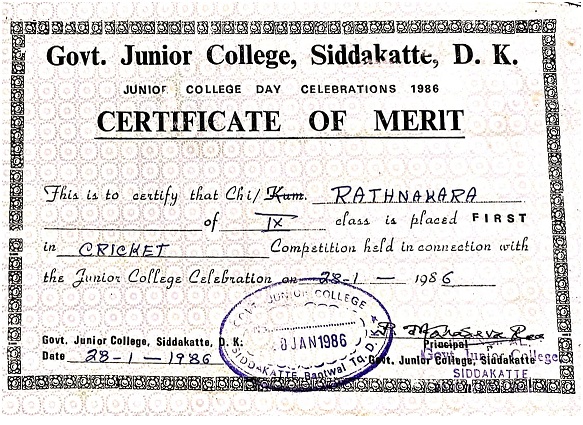 Govt. Junior College, Siddakatte, D. K.
JUNIOR COLLEGE DAY CELEBRATIONS 1986
CERTIFICATE OF MERIT
This is to certify that Chi/Kum. RATHNAKARA
of IX class is placed FIRST
in CRICKET Competition held in connection with
the Junior College Celebration on 28-1- 1986
GOVT. JUNIOR COLLEGE
JAN 1986
SIDDAKATTE Bantwal Tq. D.K.
Govt. Junior College, Siddakatte, D. K:
Date 28-1-1986
Principal
Govt. Junior College, Siddakatte
Govt. Junior College
SIDDAKATTE